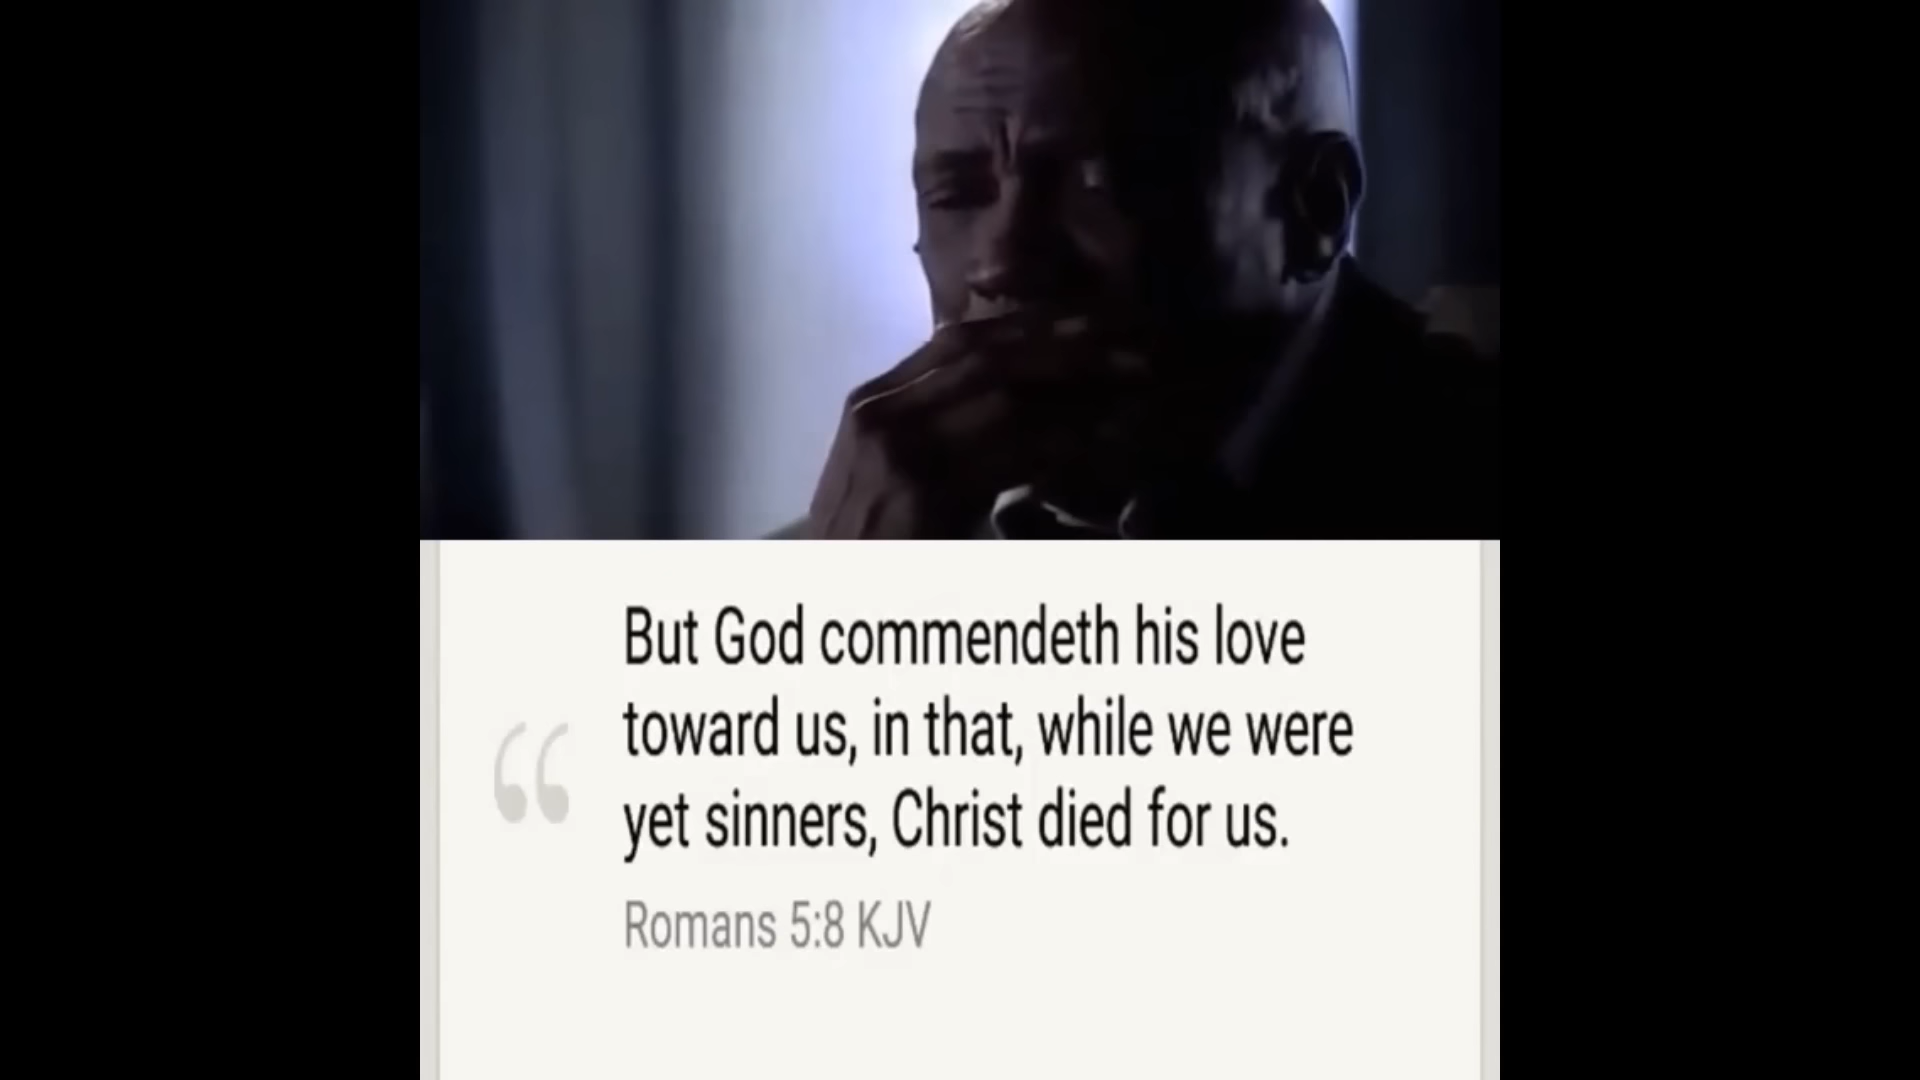 But God commendeth his love
toward us, in that, while we were
yet sinners, Christ died for us.
Romans 5:8 KJV